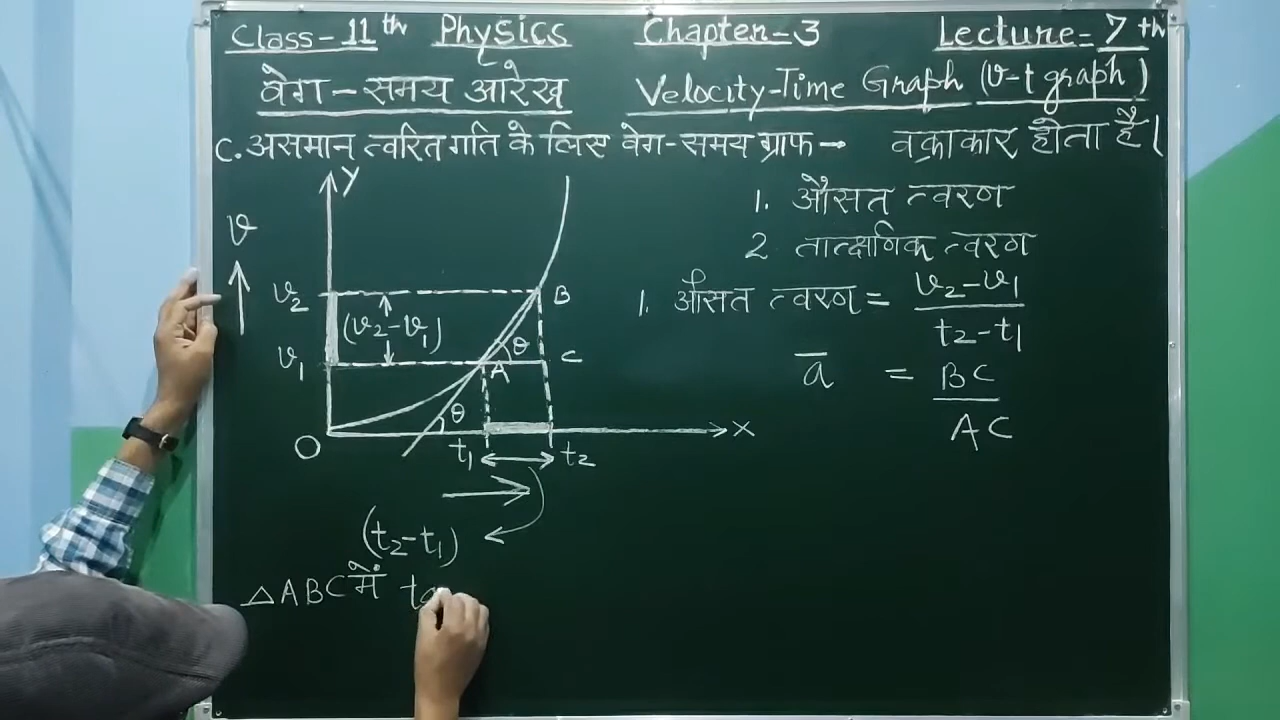 Class-11th Physics Chapter-3 Lecture-7th
वेग-समय आरेख Velocity-Time Graph (v-t graph)
C. असमान त्वरित गति के लिए वेग-समय ग्राफ→ वक्राकार होता है।
Y
v
v2
v1
(v2-v1)
B
θ
A
C
θ
O
t1
t2
X
(t2-t1)
△ABC में ta
1. औसत त्वरण
2 तात्क्षणिक त्वरण
1. औसत त्वरण = v2-v1
t2-t1
a̅ = BC
AC